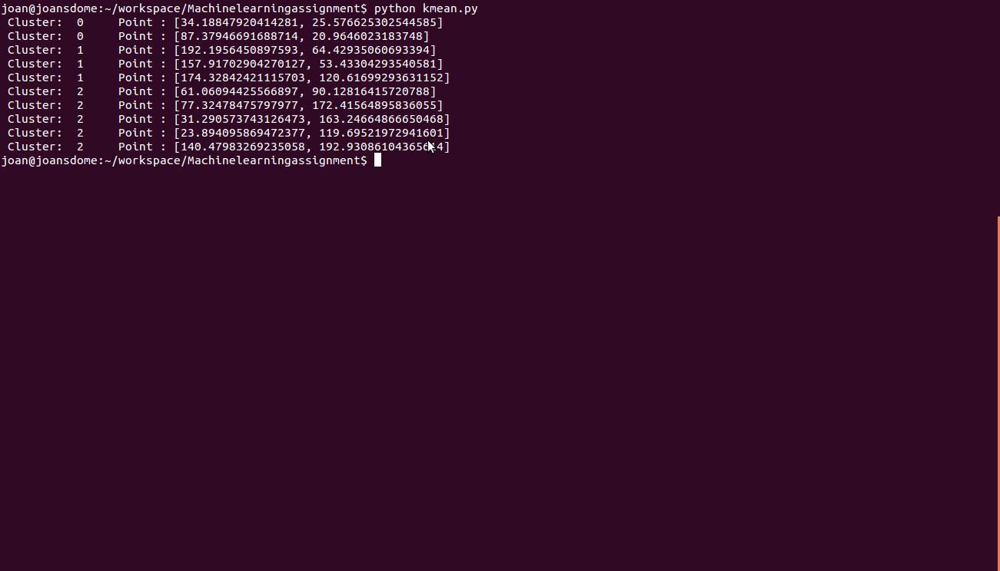 joan@joansdome:~/workspace/Machinelearningassignment$ python kmean.py
Cluster:  0     Point : [34.18847920414281, 25.576625302544585]
Cluster:  0     Point : [87.37946691688714, 20.9646023183748]
Cluster:  1     Point : [192.1956450897593, 64.42935060693394]
Cluster:  1     Point : [157.91702904270127, 53.43304293540581]
Cluster:  1     Point : [174.32842421115703, 120.61699293631152]
Cluster:  2     Point : [61.06094425566897, 90.12816415720788]
Cluster:  2     Point : [77.32478475797977, 172.41564895836055]
Cluster:  2     Point : [31.290573743126473, 163.24664866650468]
Cluster:  2     Point : [23.894095869472377, 119.69521972941601]
Cluster:  2     Point : [140.47983269235058,
joan@joansdome:~/workspace/Machinelearningassignment$